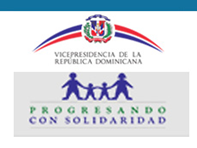 VICEPRESIDENCIA DE LA
REPÚBLICA DOMINICANA
PROGRESANDO
CON SOLIDARIDAD